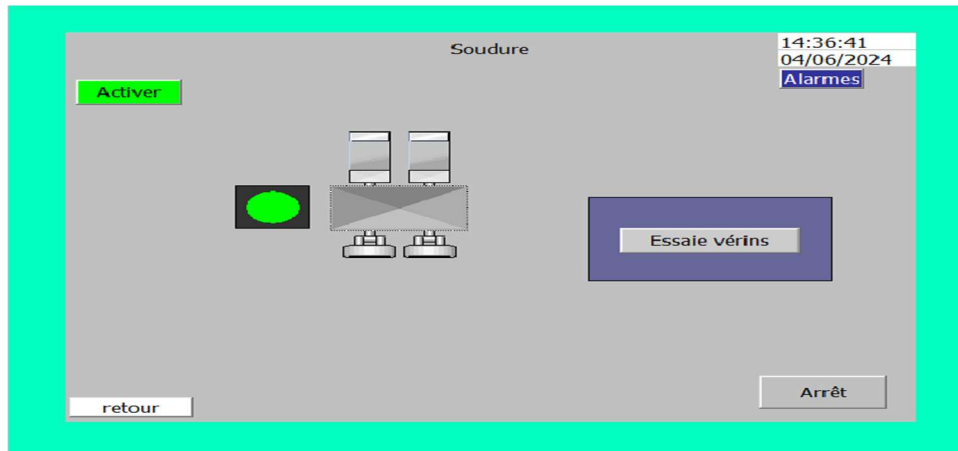 Soudure
14:36:41
04/06/2024
Alarmes
Activer
Essaie vérins
Arrêt
retour